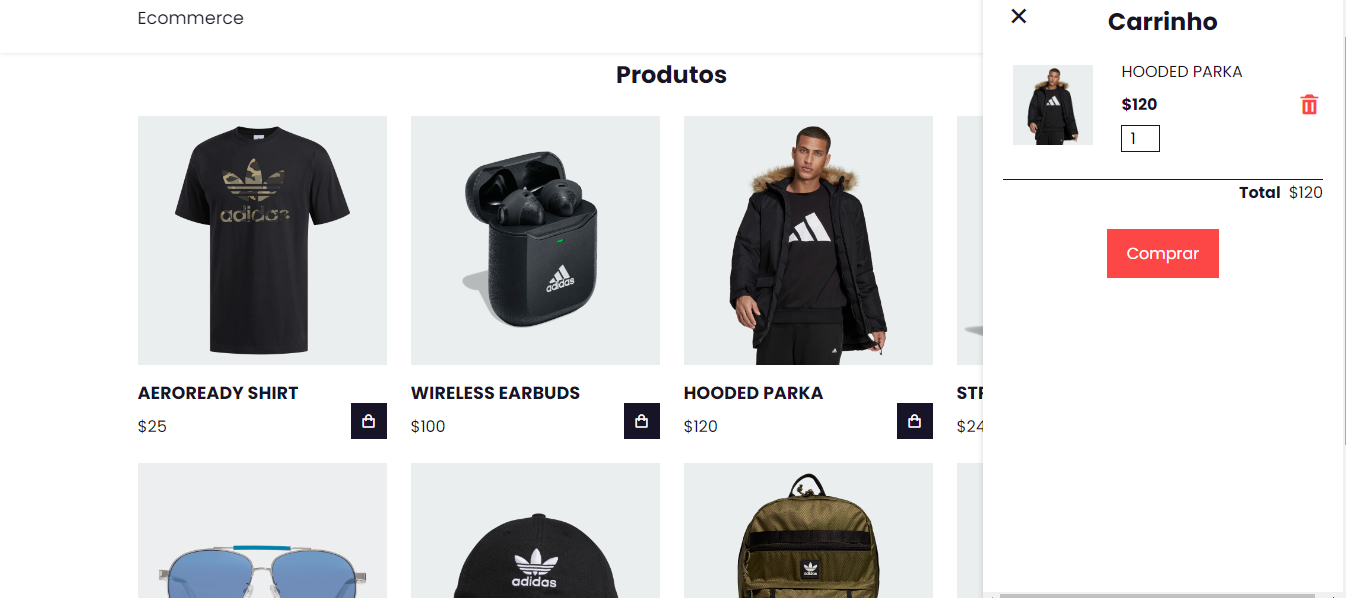 Ecommerce
Produtos
adidas
adidas
AEROREADY SHIRT
$25
WIRELESS EARBUDS
$100
HOODED PARKA
$120
$24
adidas
adidas
Carrinho
HOODED PARKA
$120
1
Total $120
Comprar